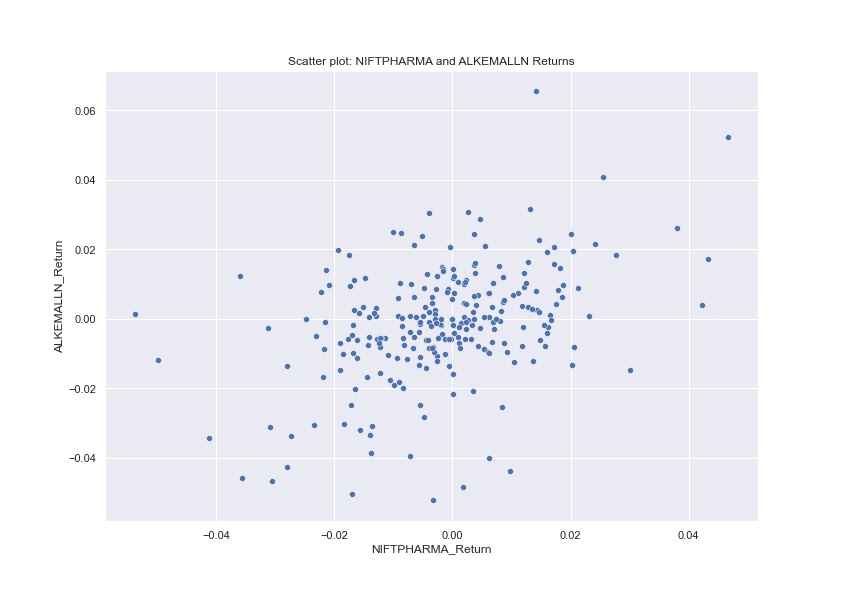 Scatter plot: NIFTPHARMA and ALKEMALLN Returns
ALKEMALLN_Return
0.06
0.04
0.02
0.00
−0.02
−0.04
−0.04 −0.02 0.00 0.02 0.04
NIFTPHARMA_Return